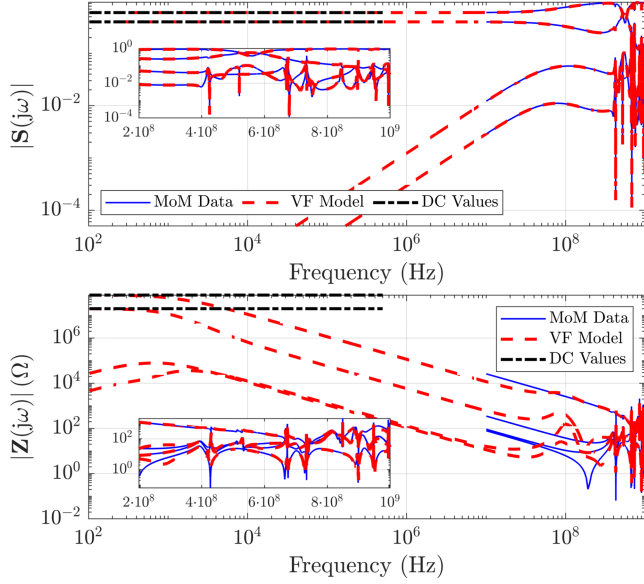 |S(jω)|
10^-2
10^-4
10^0
10^-2
10^-4
2·10^8 4·10^8 6·10^8 8·10^8 10^9
MoM Data VF Model DC Values
10^2 10^4 10^6 10^8
Frequency (Hz)
|Z(jω)| (Ω)
10^6
10^4
10^2
10^0
10^-2
MoM Data
VF Model
DC Values
10^2
10^0
2·10^8 4·10^8 6·10^8 8·10^8 10^9
10^2 10^4 10^6 10^8
Frequency (Hz)